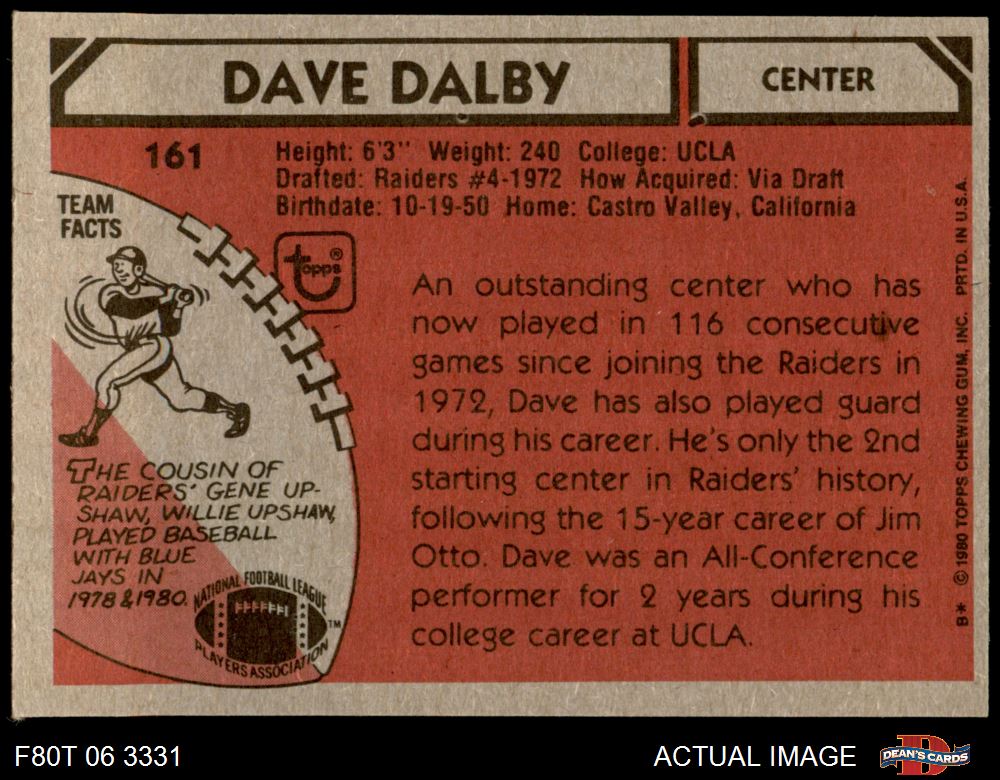 DAVE DALBY
CENTER
161
Height: 6'3" Weight: 240 College: UCLA
Drafted: Raiders #4-1972 How Acquired: Via Draft
Birthdate: 10-19-50 Home: Castro Valley, California
TEAM
FACTS
topps®
An outstanding center who has
now played in 116 consecutive
games since joining the Raiders in
1972, Dave has also played guard
during his career. He's only the 2nd
starting center in Raiders' history,
following the 15-year career of Jim
Otto. Dave was an All-Conference
performer for 2 years during his
college career at UCLA.
THE COUSIN OF
RAIDERS' GENE UP-
SHAW, WILLIE UPSHAW,
PLAYED BASEBALL
WITH BLUE
JAYS IN
1978 & 1980.
NATIONAL FOOTBALL LEAGUE
PLAYERS ASSOCIATION
TM
B* © 1980 TOPPS CHEWING GUM, INC. PRTD. IN U.S.A.
F80T 06 3331
ACTUAL IMAGE
D
DEAN'S CARDS